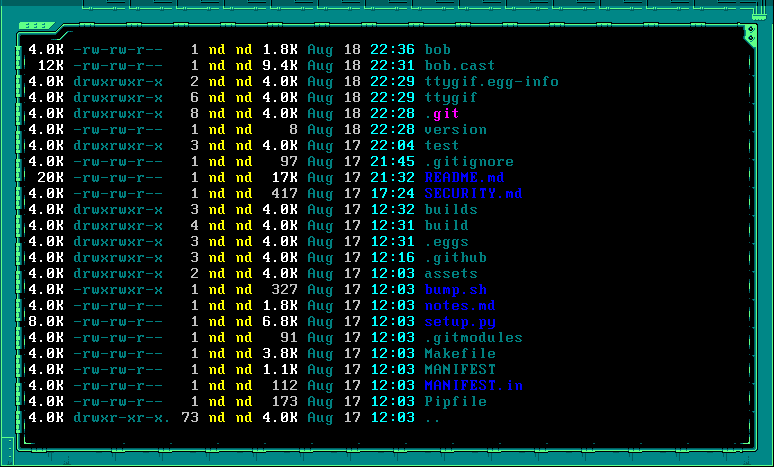 4.0K -rw-rw-r-- 1 nd nd 1.8K Aug 18 22:36 bob
12K -rw-rw-r-- 1 nd nd 9.4K Aug 18 22:31 bob.cast
4.0K drwxrwxr-x 2 nd nd 4.0K Aug 18 22:29 ttygif.egg-info
4.0K drwxrwxr-x 6 nd nd 4.0K Aug 18 22:29 ttygif
4.0K drwxrwxr-x 8 nd nd 4.0K Aug 18 22:28 .git
4.0K -rw-rw-r-- 1 nd nd 8 Aug 18 22:28 version
4.0K drwxrwxr-x 3 nd nd 4.0K Aug 17 22:04 test
4.0K -rw-rw-r-- 1 nd nd 97 Aug 17 21:45 .gitignore
20K -rw-rw-r-- 1 nd nd 17K Aug 17 21:32 README.md
4.0K -rw-rw-r-- 1 nd nd 417 Aug 17 17:24 SECURITY.md
4.0K drwxrwxr-x 3 nd nd 4.0K Aug 17 12:32 builds
4.0K drwxrwxr-x 4 nd nd 4.0K Aug 17 12:31 build
4.0K drwxrwxr-x 3 nd nd 4.0K Aug 17 12:31 .eggs
4.0K drwxrwxr-x 3 nd nd 4.0K Aug 17 12:16 .github
4.0K drwxrwxr-x 2 nd nd 4.0K Aug 17 12:03 assets
4.0K -rwxrwxr-x 1 nd nd 327 Aug 17 12:03 bump.sh
4.0K -rw-rw-r-- 1 nd nd 1.8K Aug 17 12:03 notes.md
8.0K -rw-rw-r-- 1 nd nd 6.8K Aug 17 12:03 setup.py
4.0K -rw-rw-r-- 1 nd nd 91 Aug 17 12:03 .gitmodules
4.0K -rw-rw-r-- 1 nd nd 3.8K Aug 17 12:03 Makefile
4.0K -rw-rw-r-- 1 nd nd 1.1K Aug 17 12:03 MANIFEST
4.0K -rw-rw-r-- 1 nd nd 112 Aug 17 12:03 MANIFEST.in
4.0K -rw-rw-r-- 1 nd nd 173 Aug 17 12:03 Pipfile
4.0K drwxr-xr-x. 73 nd nd 4.0K Aug 17 12:03 ..